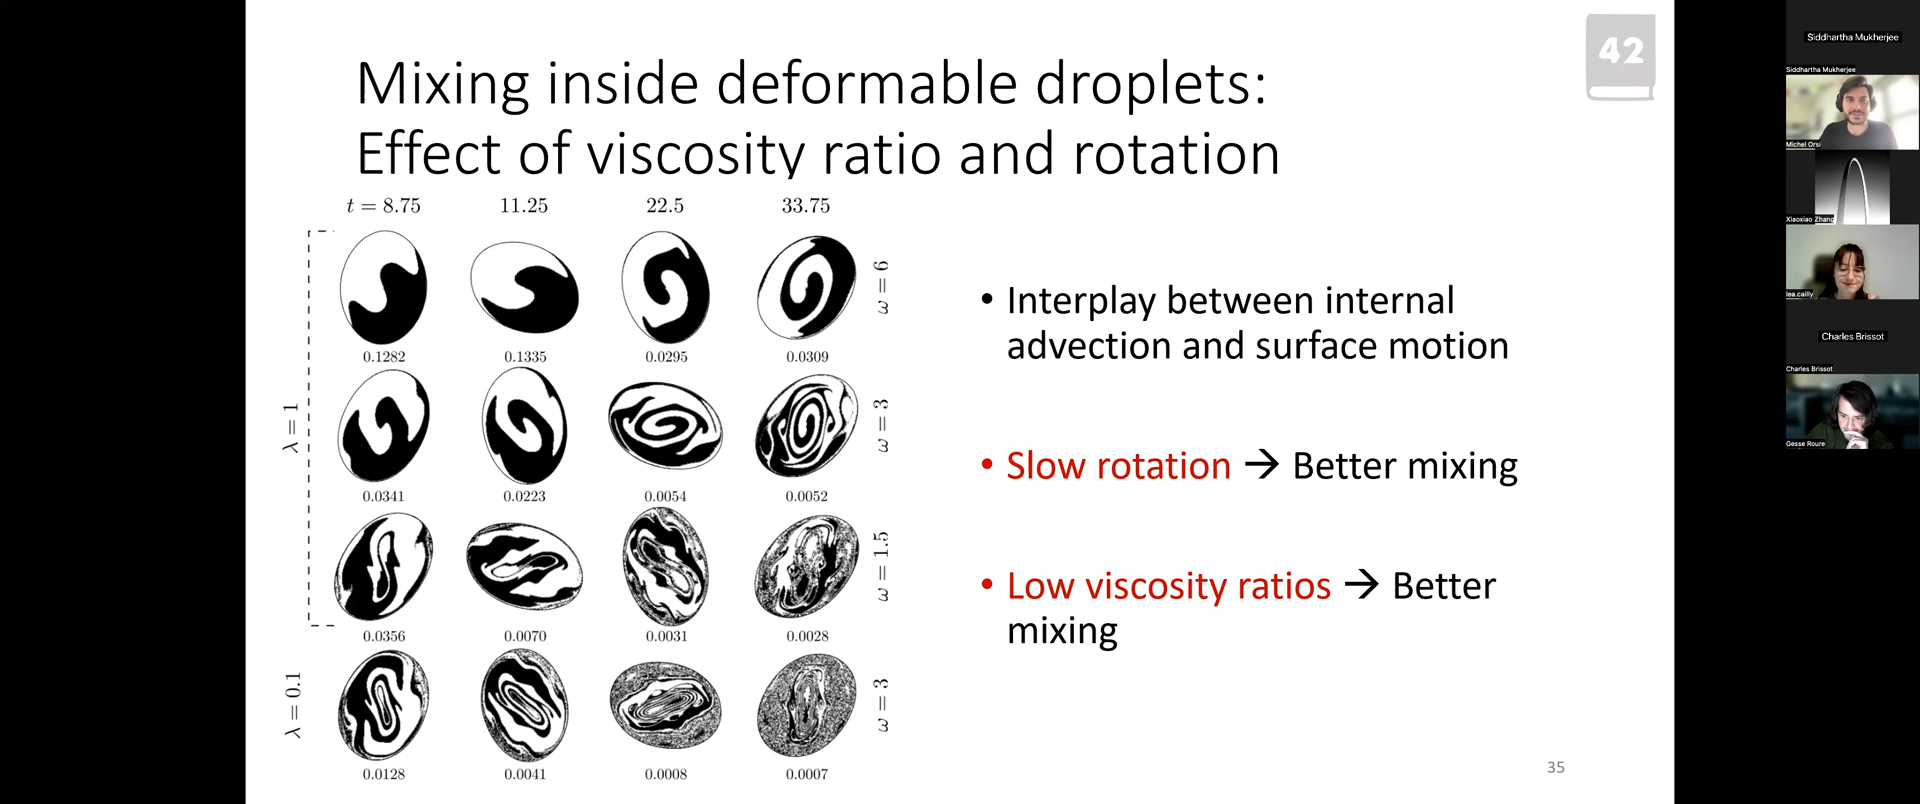 Mixing inside deformable droplets:
Effect of viscosity ratio and rotation
42
t = 8.75 11.25 22.5 33.75
ω = 6
0.1282 0.1335 0.0295 0.0309
λ = 1
ω = 3
0.0341 0.0223 0.0054 0.0052
ω = 1.5
0.0356 0.0070 0.0031 0.0028
λ = 0.1
ω = 3
0.0128 0.0041 0.0008 0.0007
• Interplay between internal
advection and surface motion
• Slow rotation → Better mixing
• Low viscosity ratios → Better
mixing
35
Siddhartha Mukherjee
Siddhartha Mukherjee
Michel Orsi
Xiaoxiao Zhang
lea.cailly
Charles Brissot
Charles Brissot
Gesse Roure